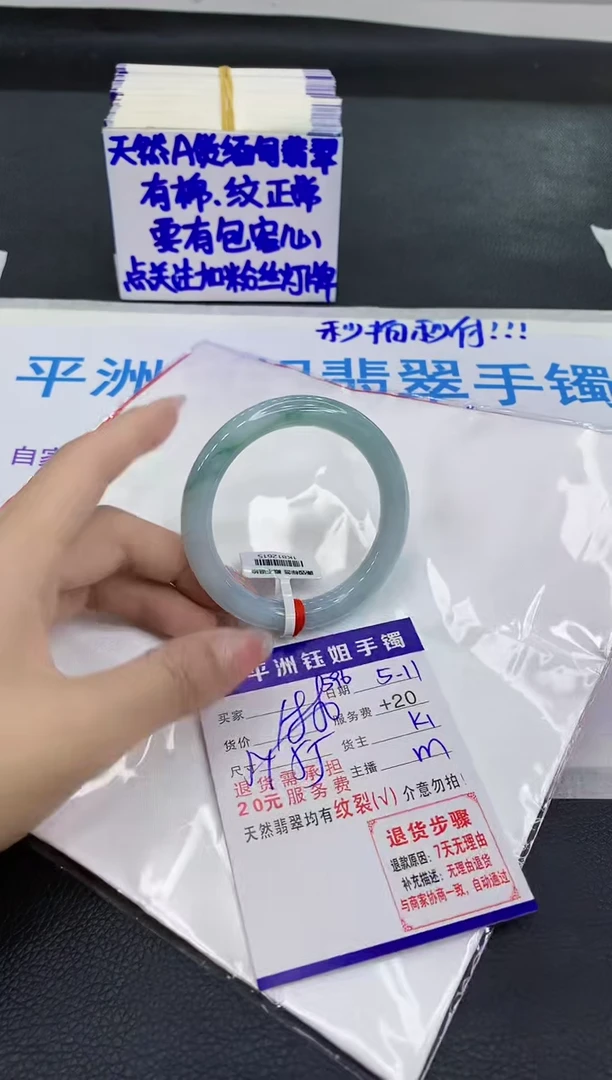 天然A货缅甸翡翠
有棉、纹正常
要有包容心
点关注加粉丝灯牌
秒拍秒付!!!
平洲
翡翠手镯
自家
1K812615
平洲钰姐手镯
日期 5-11
买家
服务费 +20
货价
货主 K1
尺寸
主播 M
退货需承担
20元服务费
天然翡翠均有纹裂(√)介意勿拍!
退货步骤
退款原因:7天无理由
补充描述:无理由退货
与商家协商一致,自动通过